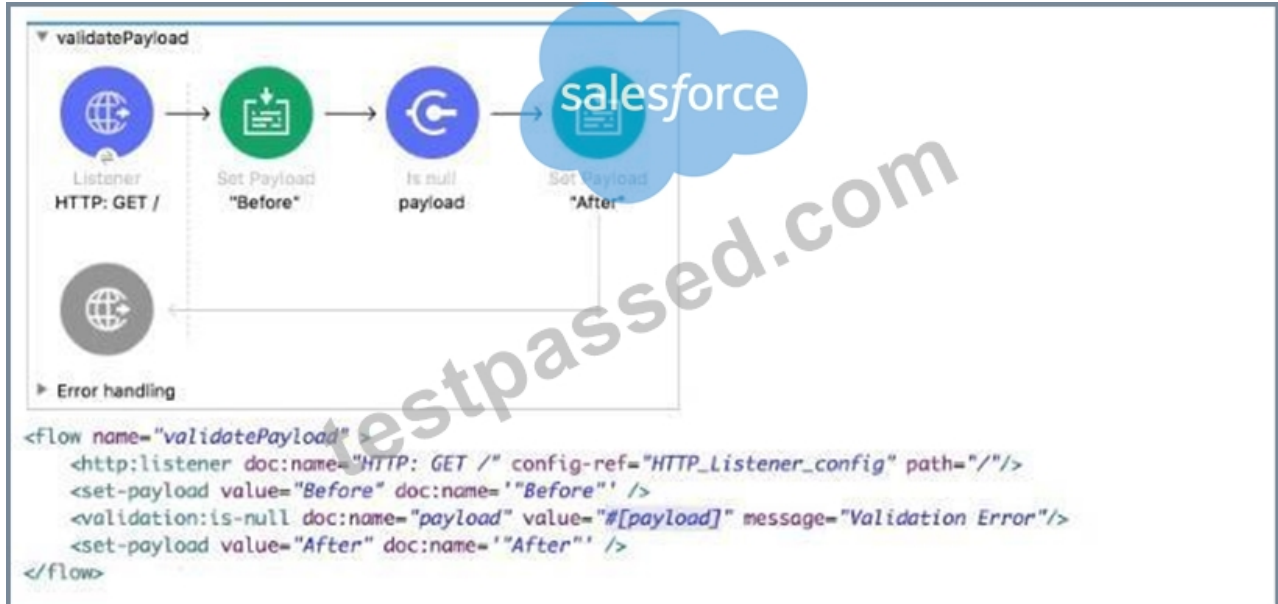 validatePayload
salesforce
Listener
HTTP: GET /
Set Payload
"Before"
Is null
payload
Set Payload
"After"
testpassed.com
Error handling
<flow name="validatePayload" >
<http:listener doc:name="HTTP: GET /" config-ref="HTTP_Listener_config" path="/"/>
<set-payload value="Before" doc:name='"Before"' />
<validation:is-null doc:name="payload" value="#[payload]" message="Validation Error"/>
<set-payload value="After" doc:name='"After"' />
</flow>